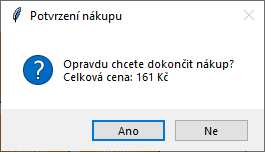 Potvrzení nákupu
Opravdu chcete dokončit nákup?
Celková cena: 161 Kč
Ano
Ne